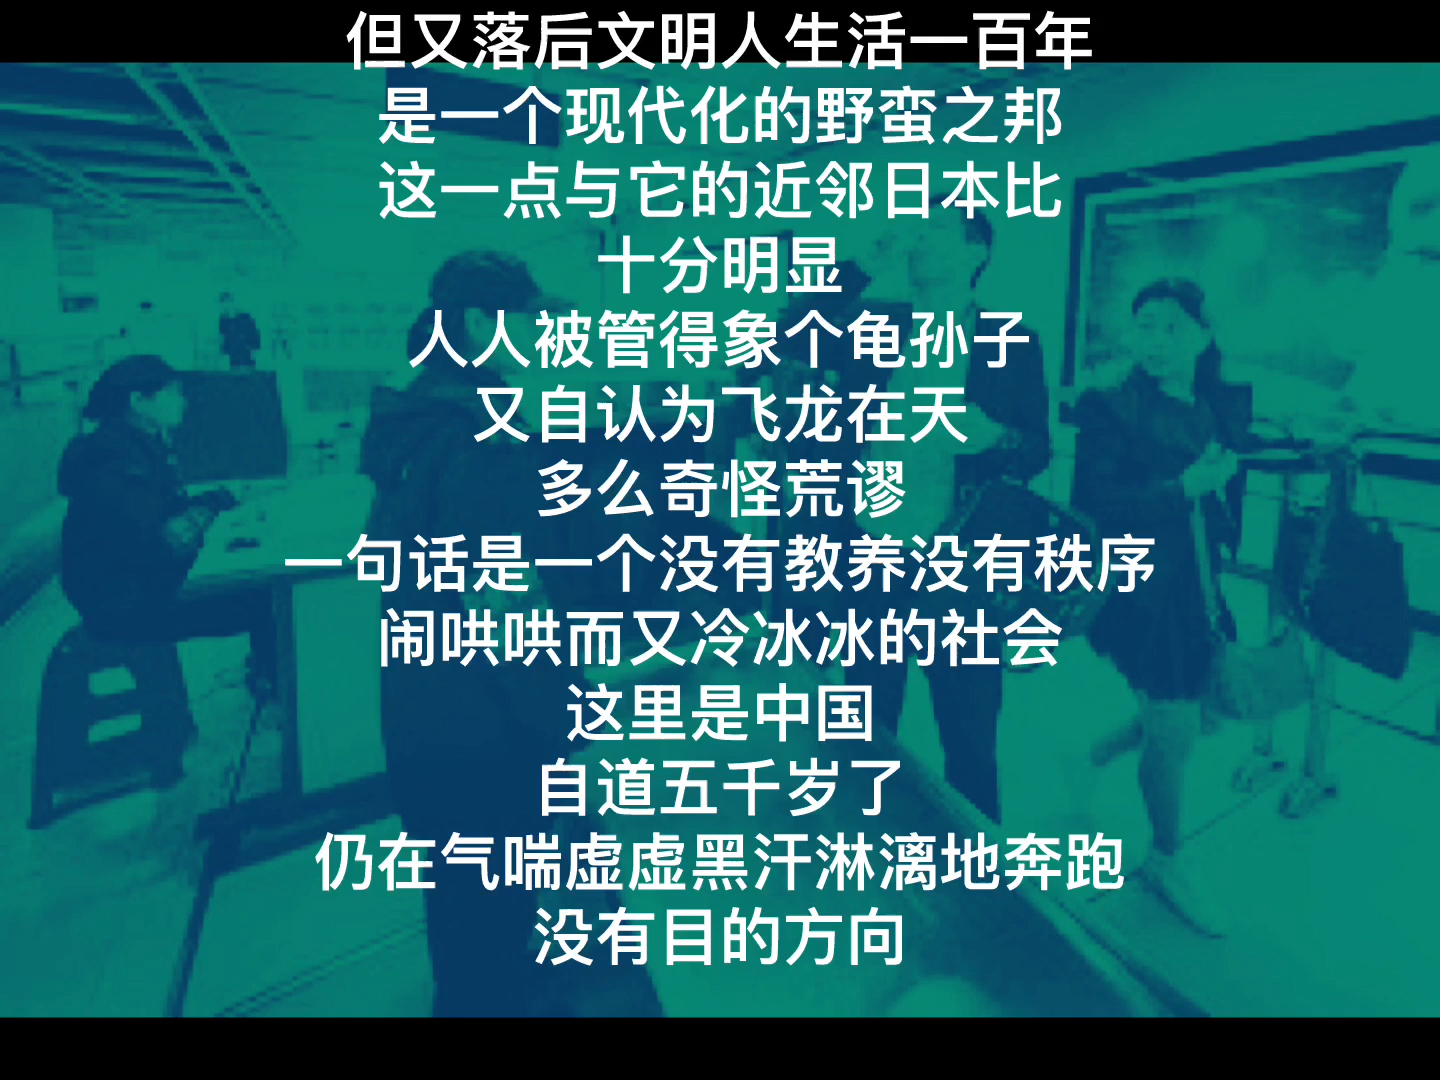 但又落后文明人生活一百年
是一个现代化的野蛮之邦
这一点与它的近邻日本比
十分明显
人人被管得象个龟孙子
又自认为飞龙在天
多么奇怪荒谬
一句话是一个没有教养没有秩序
闹哄哄而又冷冰冰的社会
这里是中国
自道五千岁了
仍在气喘虚虚黑汗淋漓地奔跑
没有目的方向